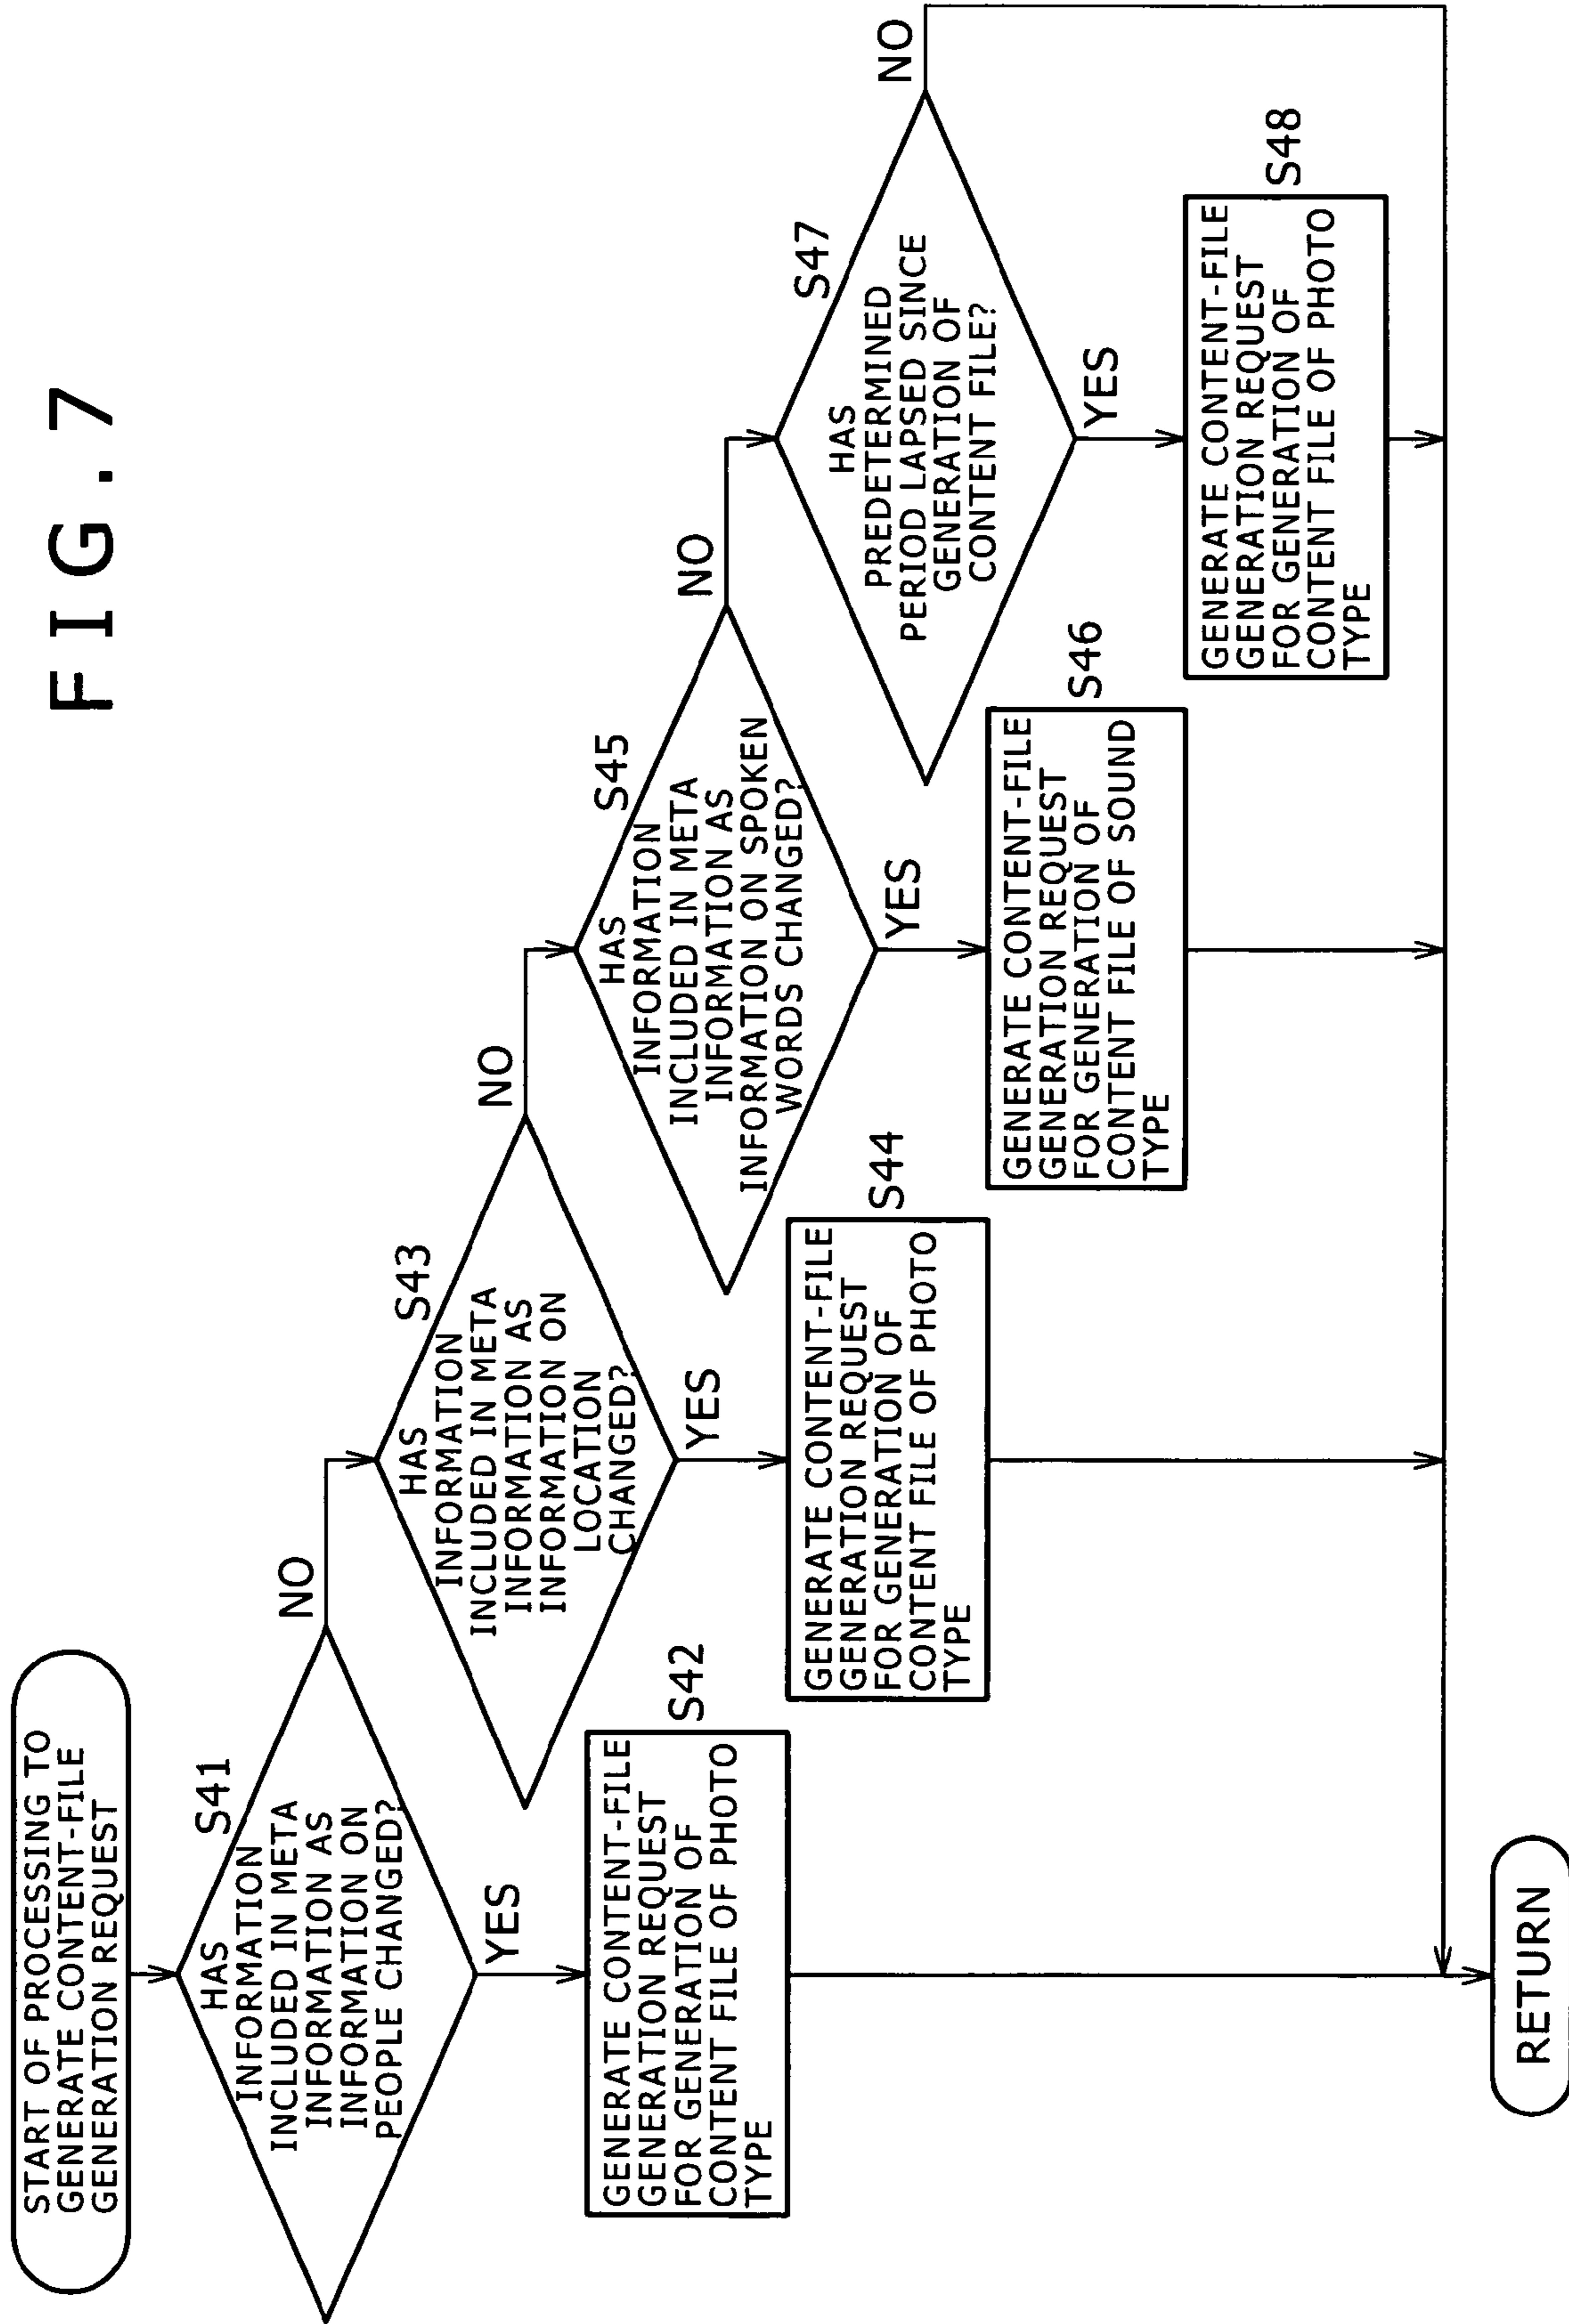 FIG. 7
START OF PROCESSING TO
GENERATE CONTENT-FILE
GENERATION REQUEST
S41
HAS
INFORMATION
INCLUDED IN META
INFORMATION AS
INFORMATION ON
PEOPLE CHANGED?
NO
YES
S42
GENERATE CONTENT-FILE
GENERATION REQUEST
FOR GENERATION OF
CONTENT FILE OF PHOTO
TYPE
S43
HAS
INFORMATION
INCLUDED IN META
INFORMATION AS
INFORMATION ON
LOCATION
CHANGED?
NO
YES
S44
GENERATE CONTENT-FILE
GENERATION REQUEST
FOR GENERATION OF
CONTENT FILE OF PHOTO
TYPE
S45
HAS
INFORMATION
INCLUDED IN META
INFORMATION AS
INFORMATION ON SPOKEN
WORDS CHANGED?
NO
YES
S46
GENERATE CONTENT-FILE
GENERATION REQUEST
FOR GENERATION OF
CONTENT FILE OF SOUND
TYPE
S47
HAS
PREDETERMINED
PERIOD LAPSED SINCE
GENERATION OF
CONTENT FILE?
NO
YES
S48
GENERATE CONTENT-FILE
GENERATION REQUEST
FOR GENERATION OF
CONTENT FILE OF PHOTO
TYPE
RETURN